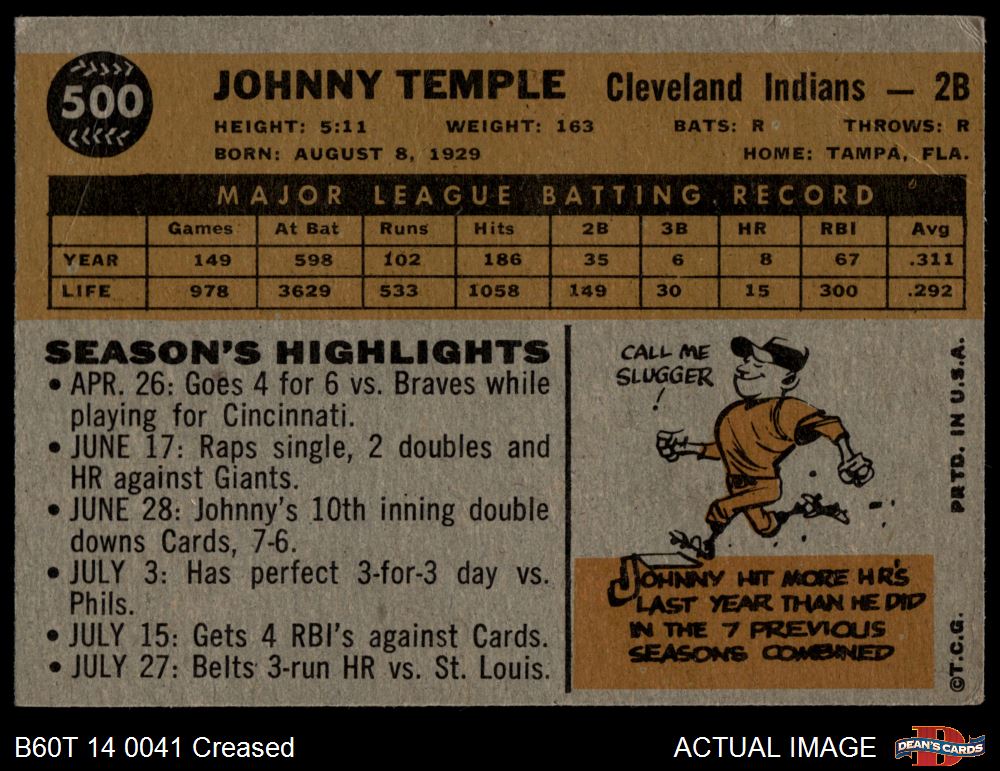 500
JOHNNY TEMPLE Cleveland Indians — 2B
HEIGHT: 5:11 WEIGHT: 163 BATS: R THROWS: R
BORN: AUGUST 8, 1929 HOME: TAMPA, FLA.
MAJOR LEAGUE BATTING RECORD
Games At Bat Runs Hits 2B 3B HR RBI Avg
YEAR 149 598 102 186 35 6 8 67 .311
LIFE 978 3629 533 1058 149 30 15 300 .292
SEASON'S HIGHLIGHTS
• APR. 26: Goes 4 for 6 vs. Braves while
playing for Cincinnati.
• JUNE 17: Raps single, 2 doubles and
HR against Giants.
• JUNE 28: Johnny's 10th inning double
downs Cards, 7-6.
• JULY 3: Has perfect 3-for-3 day vs.
Phils.
• JULY 15: Gets 4 RBI's against Cards.
• JULY 27: Belts 3-run HR vs. St. Louis.
CALL ME
SLUGGER
!
JOHNNY HIT MORE HR'S
LAST YEAR THAN HE DID
IN THE 7 PREVIOUS
SEASONS COMBINED
PRTD. IN U.S.A.
©T.C.G.
B60T 14 0041 Creased
ACTUAL IMAGE
D
DEAN'S CARDS